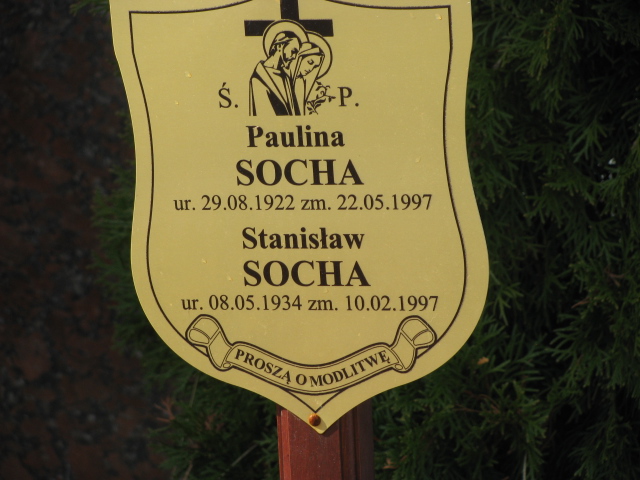 Ś. P.
Paulina
SOCHA
ur. 29.08.1922 zm. 22.05.1997
Stanisław
SOCHA
ur. 08.05.1934 zm. 10.02.1997
PROSZĄ O MODLITWĘ